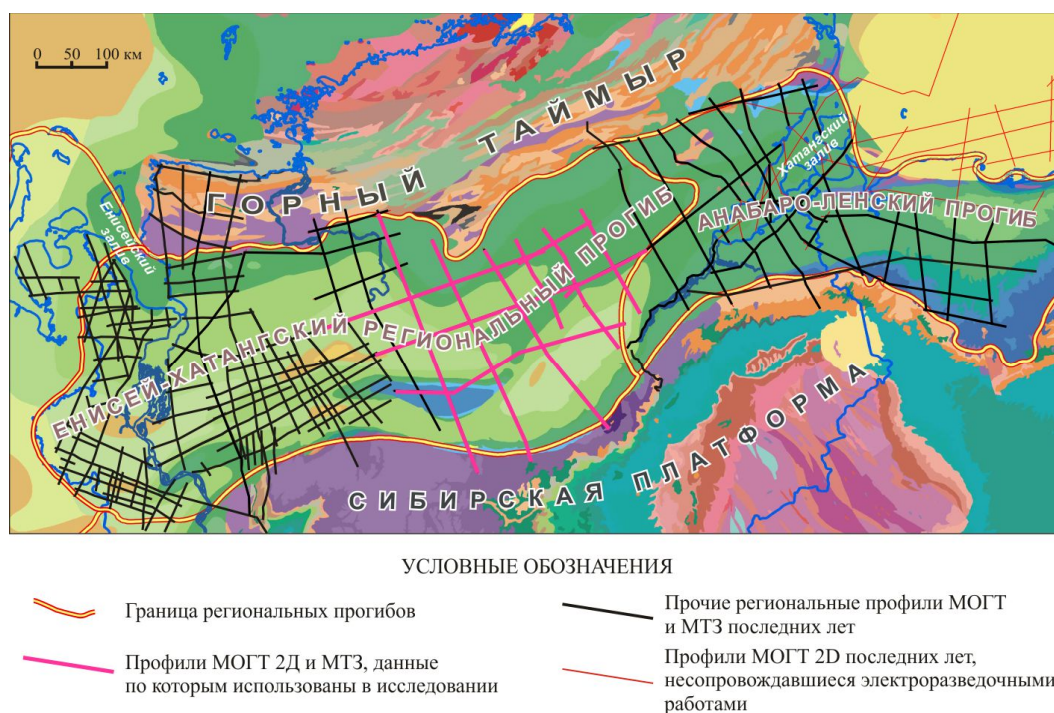 0 50 100 км
ГОРНЫЙ ТАЙМЫР
Хатангский
залив
Енисейский
залив
АНАБАРО-ЛЕНСКИЙ ПРОГИБ
ЕНИСЕЙ-ХАТАНГСКИЙ РЕГИОНАЛЬНЫЙ ПРОГИБ
СИБИРСКАЯ ПЛАТФОРМА
УСЛОВНЫЕ ОБОЗНАЧЕНИЯ
Граница региональных прогибов
Профили МОГТ 2Д и МТЗ, данные
по которым использованы в исследовании
Прочие региональные профили МОГТ
и МТЗ последних лет
Профили МОГТ 2D последних лет,
несопровождавшиеся электроразведочными
работами